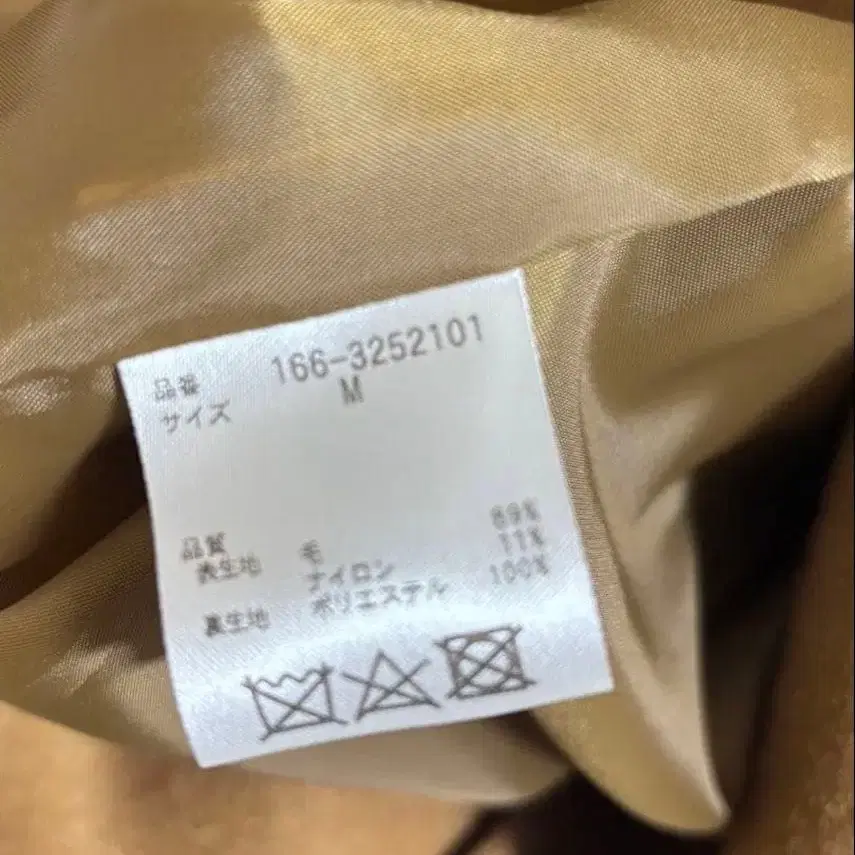 品番 166-3252101
サイズ M
品質 毛 89%
表生地 ナイロン 11%
裏生地 ポリエステル 100%